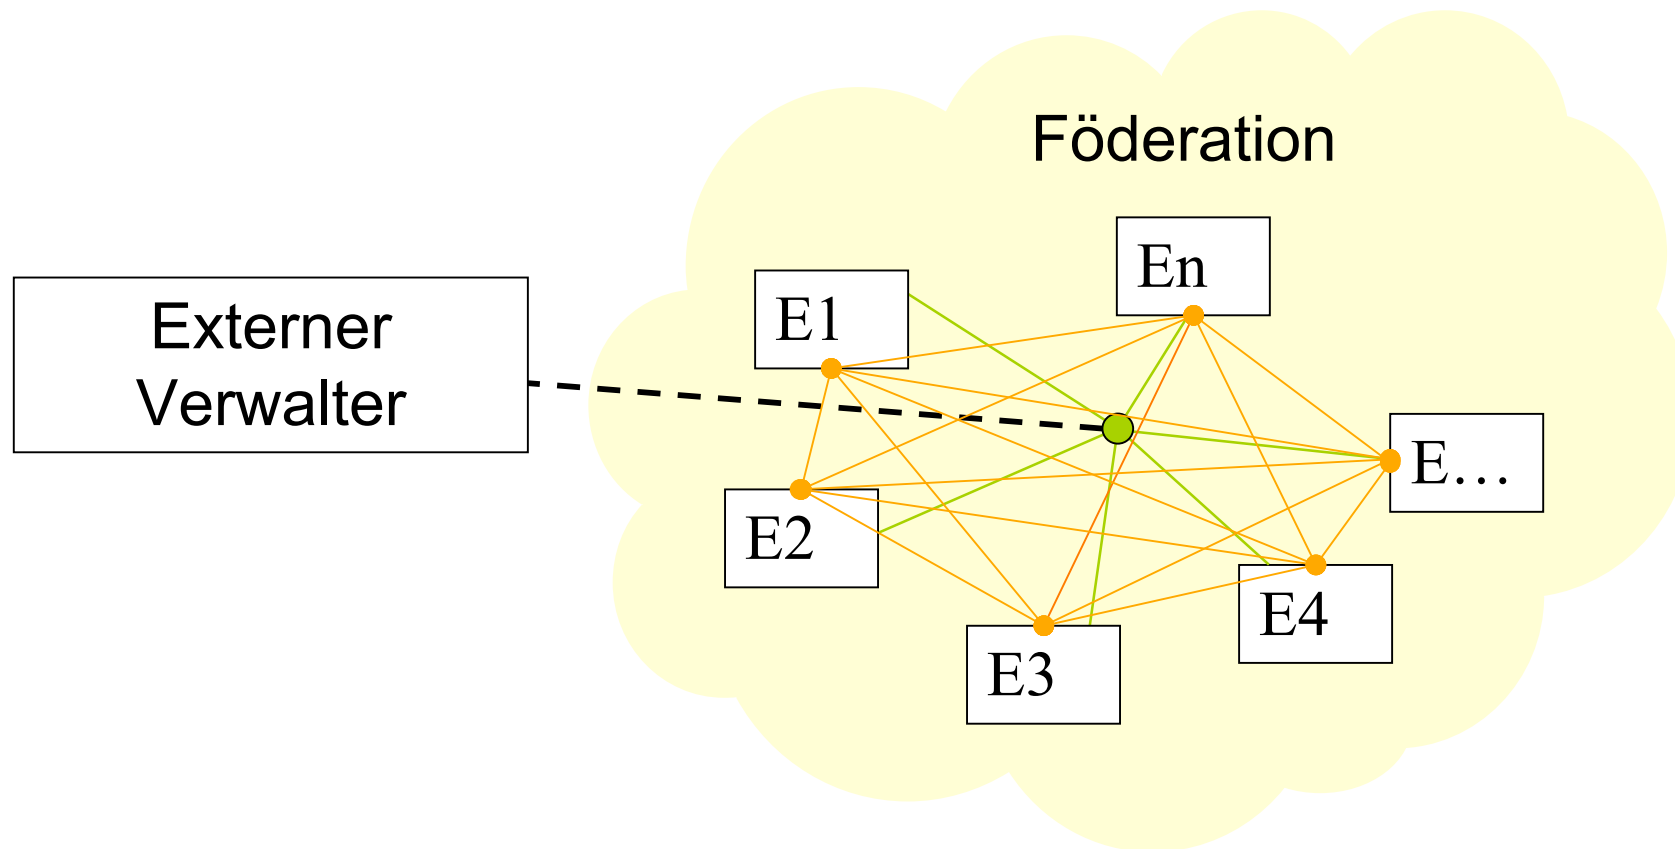 Föderation
Externer
Verwalter
E1
En
E2
E…
E3
E4